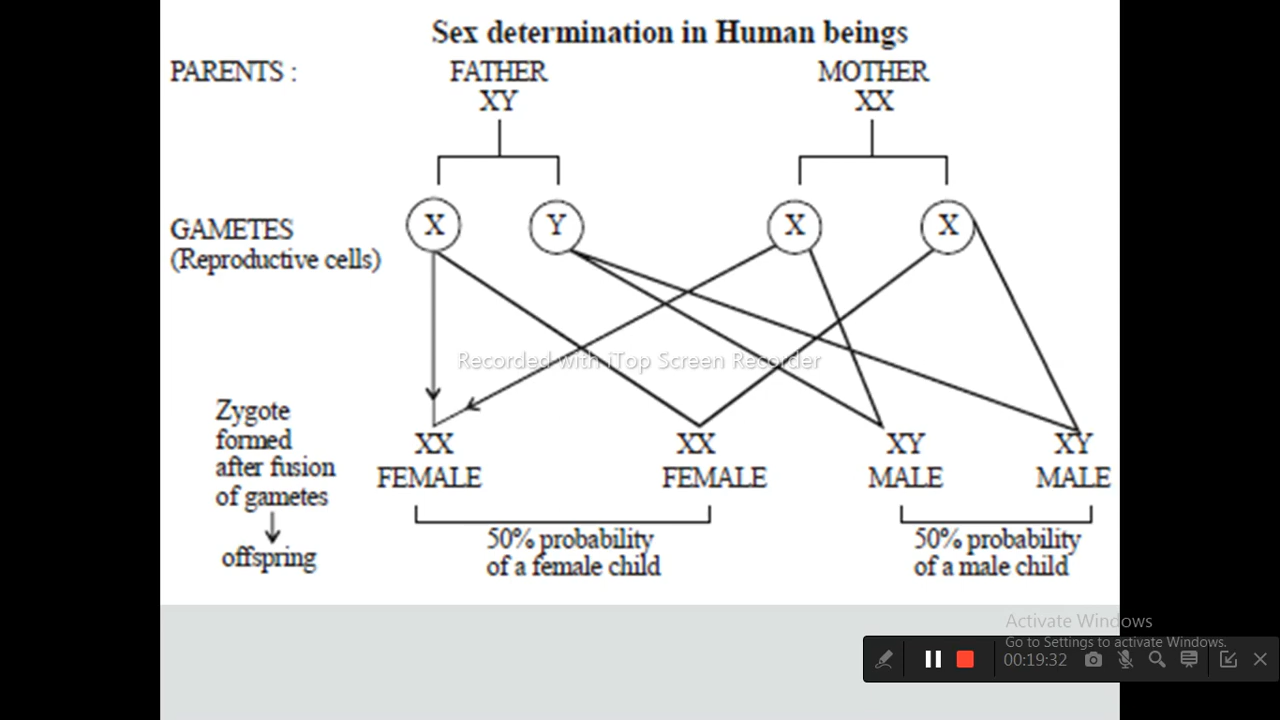 Sex determination in Human beings
PARENTS : FATHER MOTHER
XY XX
X Y X X
GAMETES
(Reproductive cells)
Recorded with iTop Screen Recorder
Zygote
formed
after fusion
of gametes
offspring
XX XX XY XY
FEMALE FEMALE MALE MALE
50% probability
of a female child
50% probability
of a male child
Activate Windows
Go to Settings to activate Windows.
00:19:32